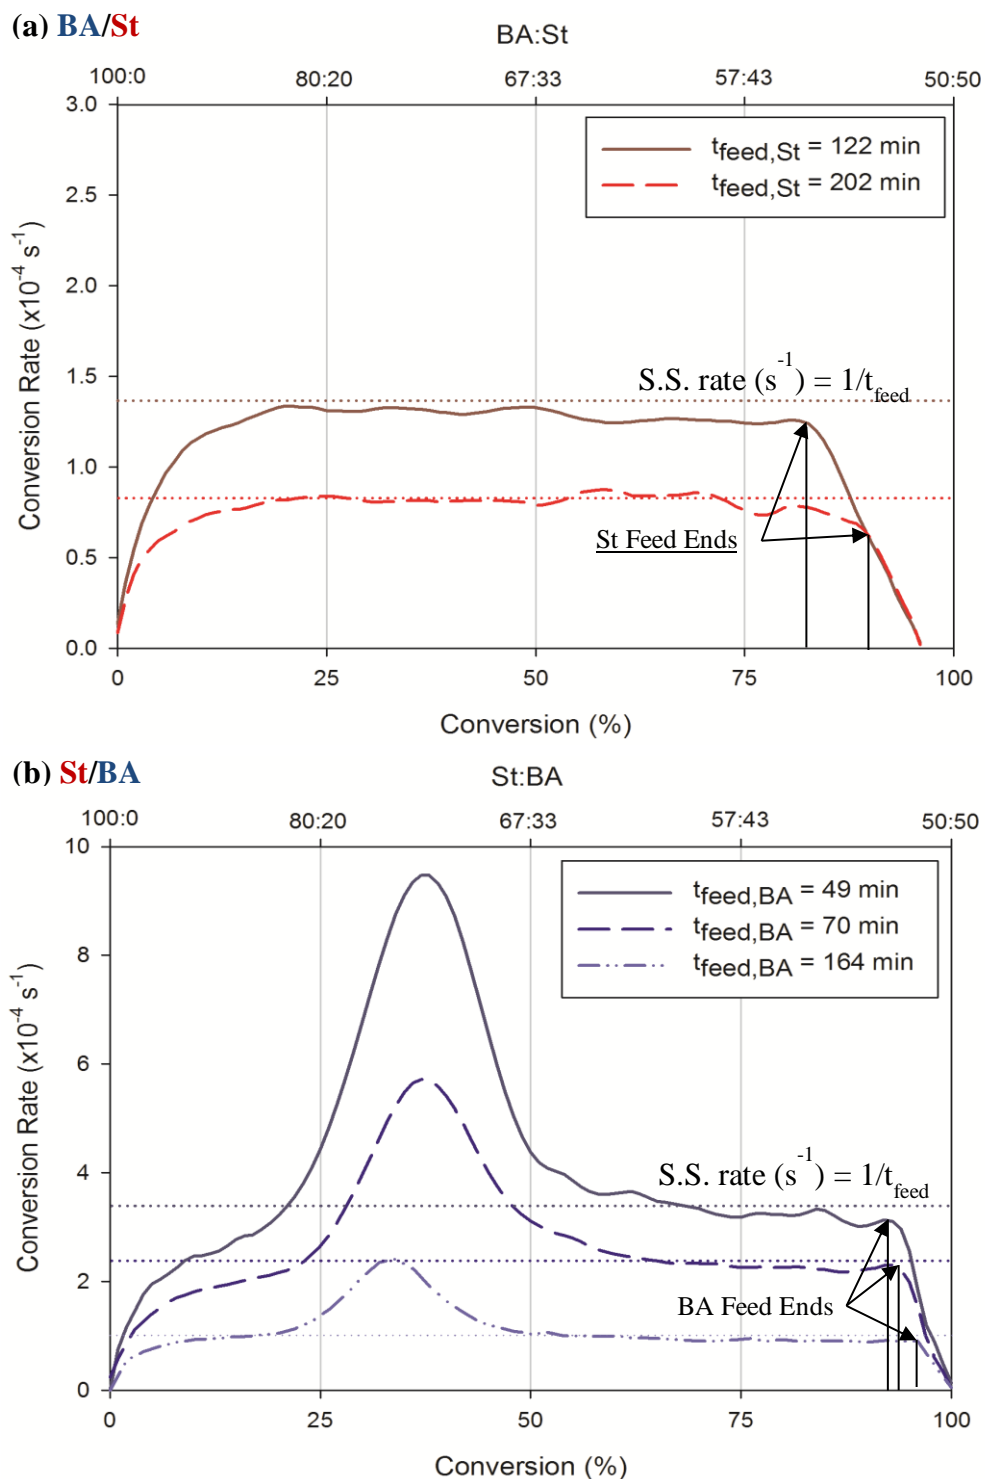 (a) BA/St
BA:St
100:0 80:20 67:33 57:43 50:50
3.0
2.5
2.0
1.5
1.0
0.5
0.0
Conversion Rate (x10-4 s-1)
tfeed,St = 122 min
tfeed,St = 202 min
S.S. rate (s-1) = 1/tfeed
St Feed Ends
0 25 50 75 100
Conversion (%)
(b) St/BA
St:BA
100:0 80:20 67:33 57:43 50:50
10
8
6
4
2
0
Conversion Rate (x10-4 s-1)
tfeed,BA = 49 min
tfeed,BA = 70 min
tfeed,BA = 164 min
S.S. rate (s-1) = 1/tfeed
BA Feed Ends
0 25 50 75 100
Conversion (%)